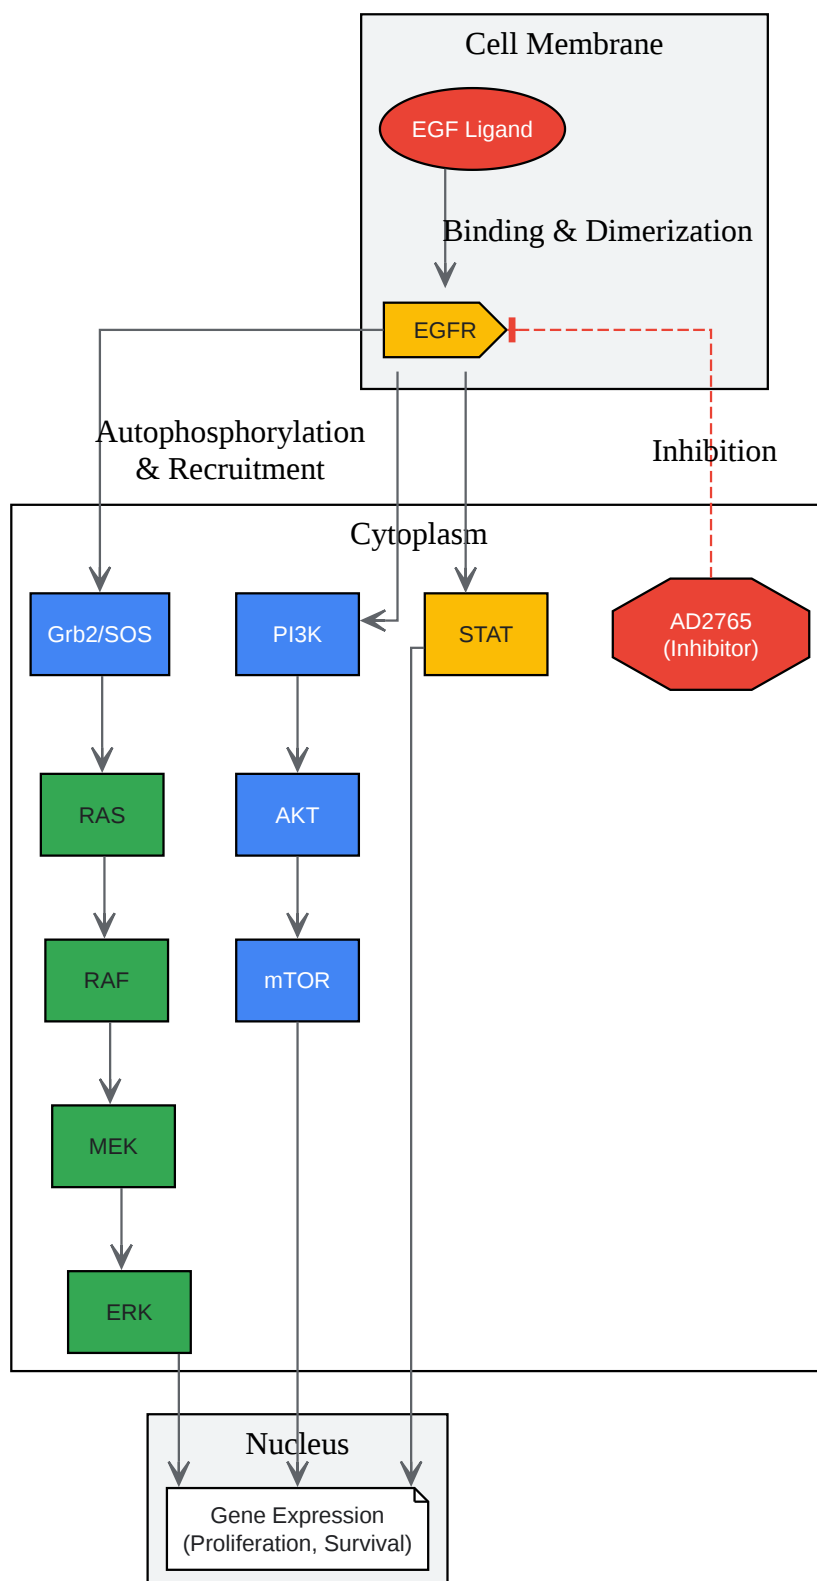 Cell Membrane
EGF Ligand
Binding & Dimerization
EGFR
Autophosphorylation
& Recruitment
Inhibition
Cytoplasm
Grb2/SOS
PI3K
STAT
AD2765
(Inhibitor)
RAS
AKT
RAF
mTOR
MEK
ERK
Nucleus
Gene Expression
(Proliferation, Survival)